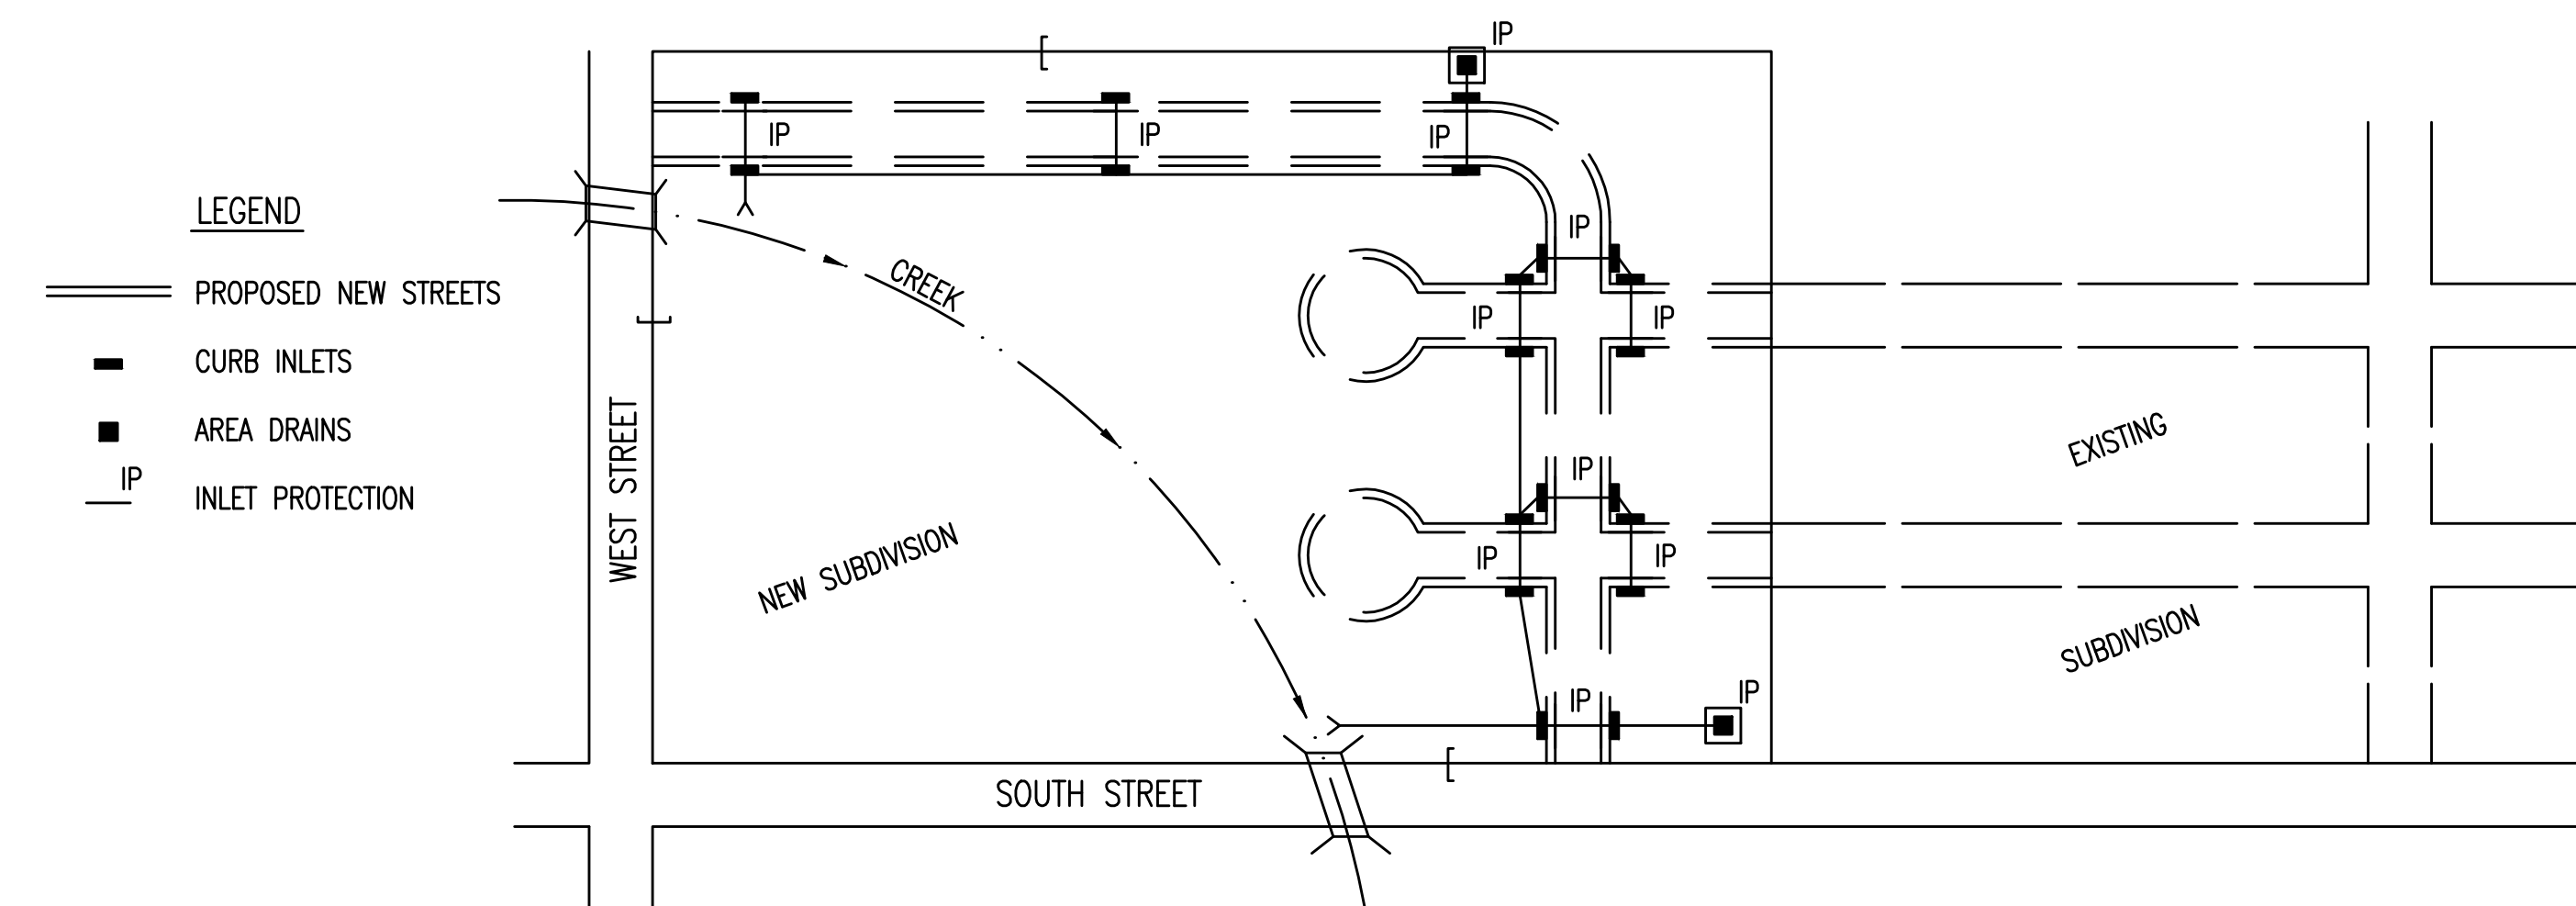 IP
IP
IP
IP
LEGEND
IP
CREEK
PROPOSED NEW STREETS
IP
IP
CURB INLETS
AREA DRAINS
WEST STREET
EXISTING
IP
IP
INLET PROTECTION
NEW SUBDIVISION
IP
IP
SUBDIVISION
IP
IP
SOUTH STREET